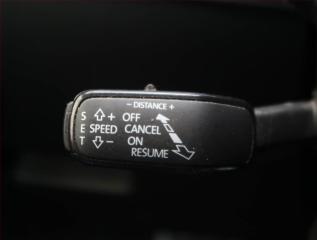 - DISTANCE +
S + OFF
E SPEED CANCEL
T - ON
RESUME